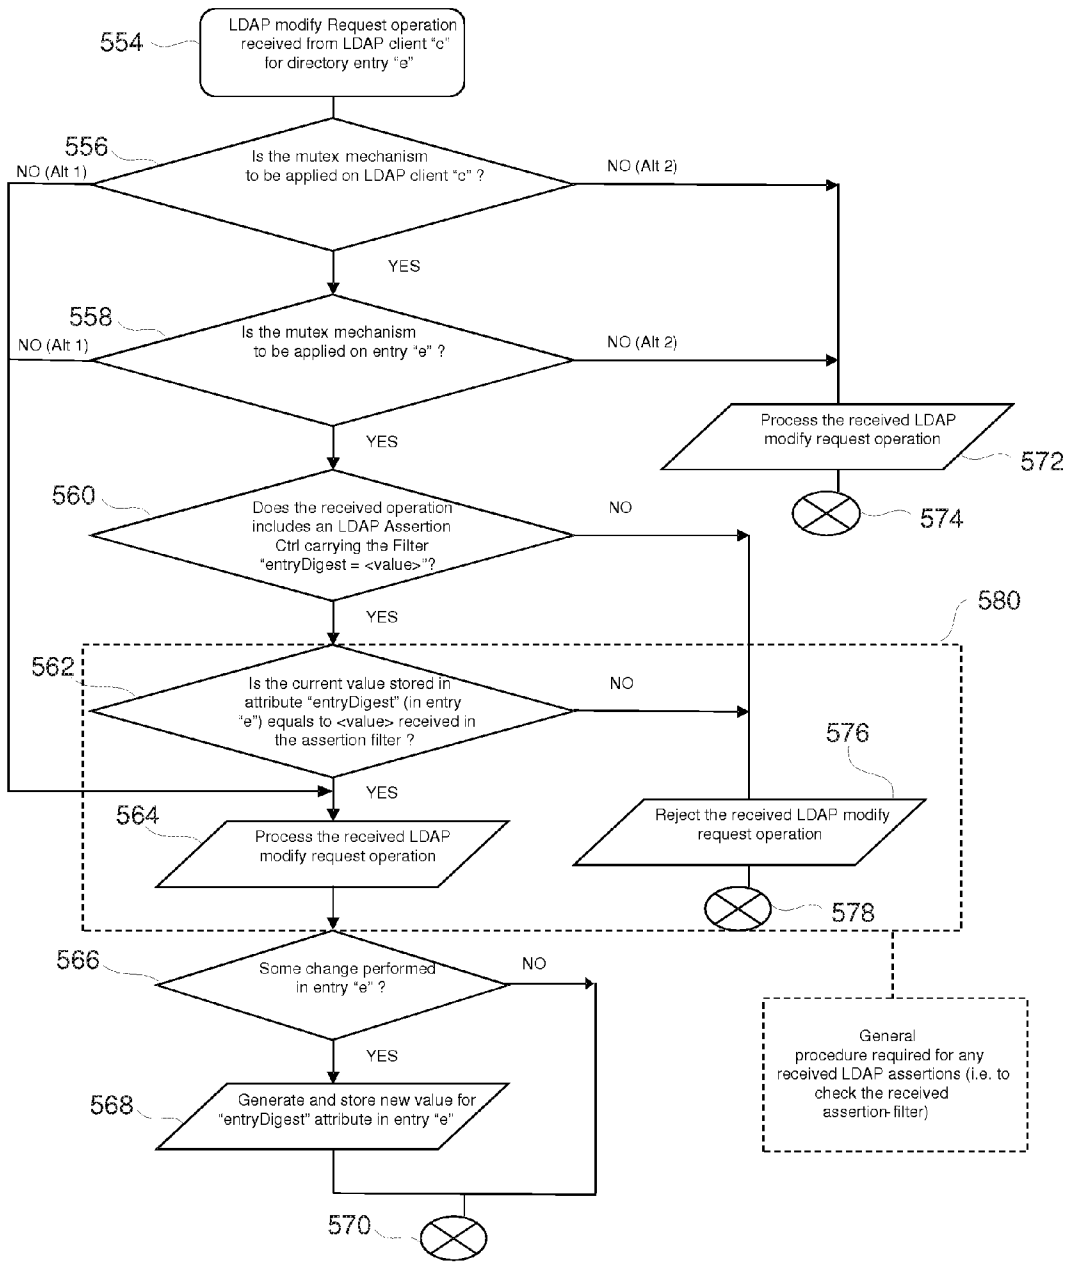 554
LDAP modify Request operation
received from LDAP client “c”
for directory entry “e”
556
Is the mutex mechanism
to be applied on LDAP client “c” ?
NO (Alt 1)
NO (Alt 2)
YES
558
Is the mutex mechanism
to be applied on entry “e” ?
NO (Alt 1)
NO (Alt 2)
YES
Process the received LDAP
modify request operation
572
574
560
Does the received operation
includes an LDAP Assertion
Ctrl carrying the Filter
“entryDigest = <value>”?
NO
YES
580
562
Is the current value stored in
attribute “entryDigest” (in entry
“e”) equals to <value> received in
the assertion filter ?
NO
YES
576
Reject the received LDAP modify
request operation
578
564
Process the received LDAP
modify request operation
566
Some change performed
in entry “e” ?
NO
YES
General
procedure required for any
received LDAP assertions (i.e. to
check the received
assertion-filter)
568
Generate and store new value for
“entryDigest” attribute in entry “e”
570